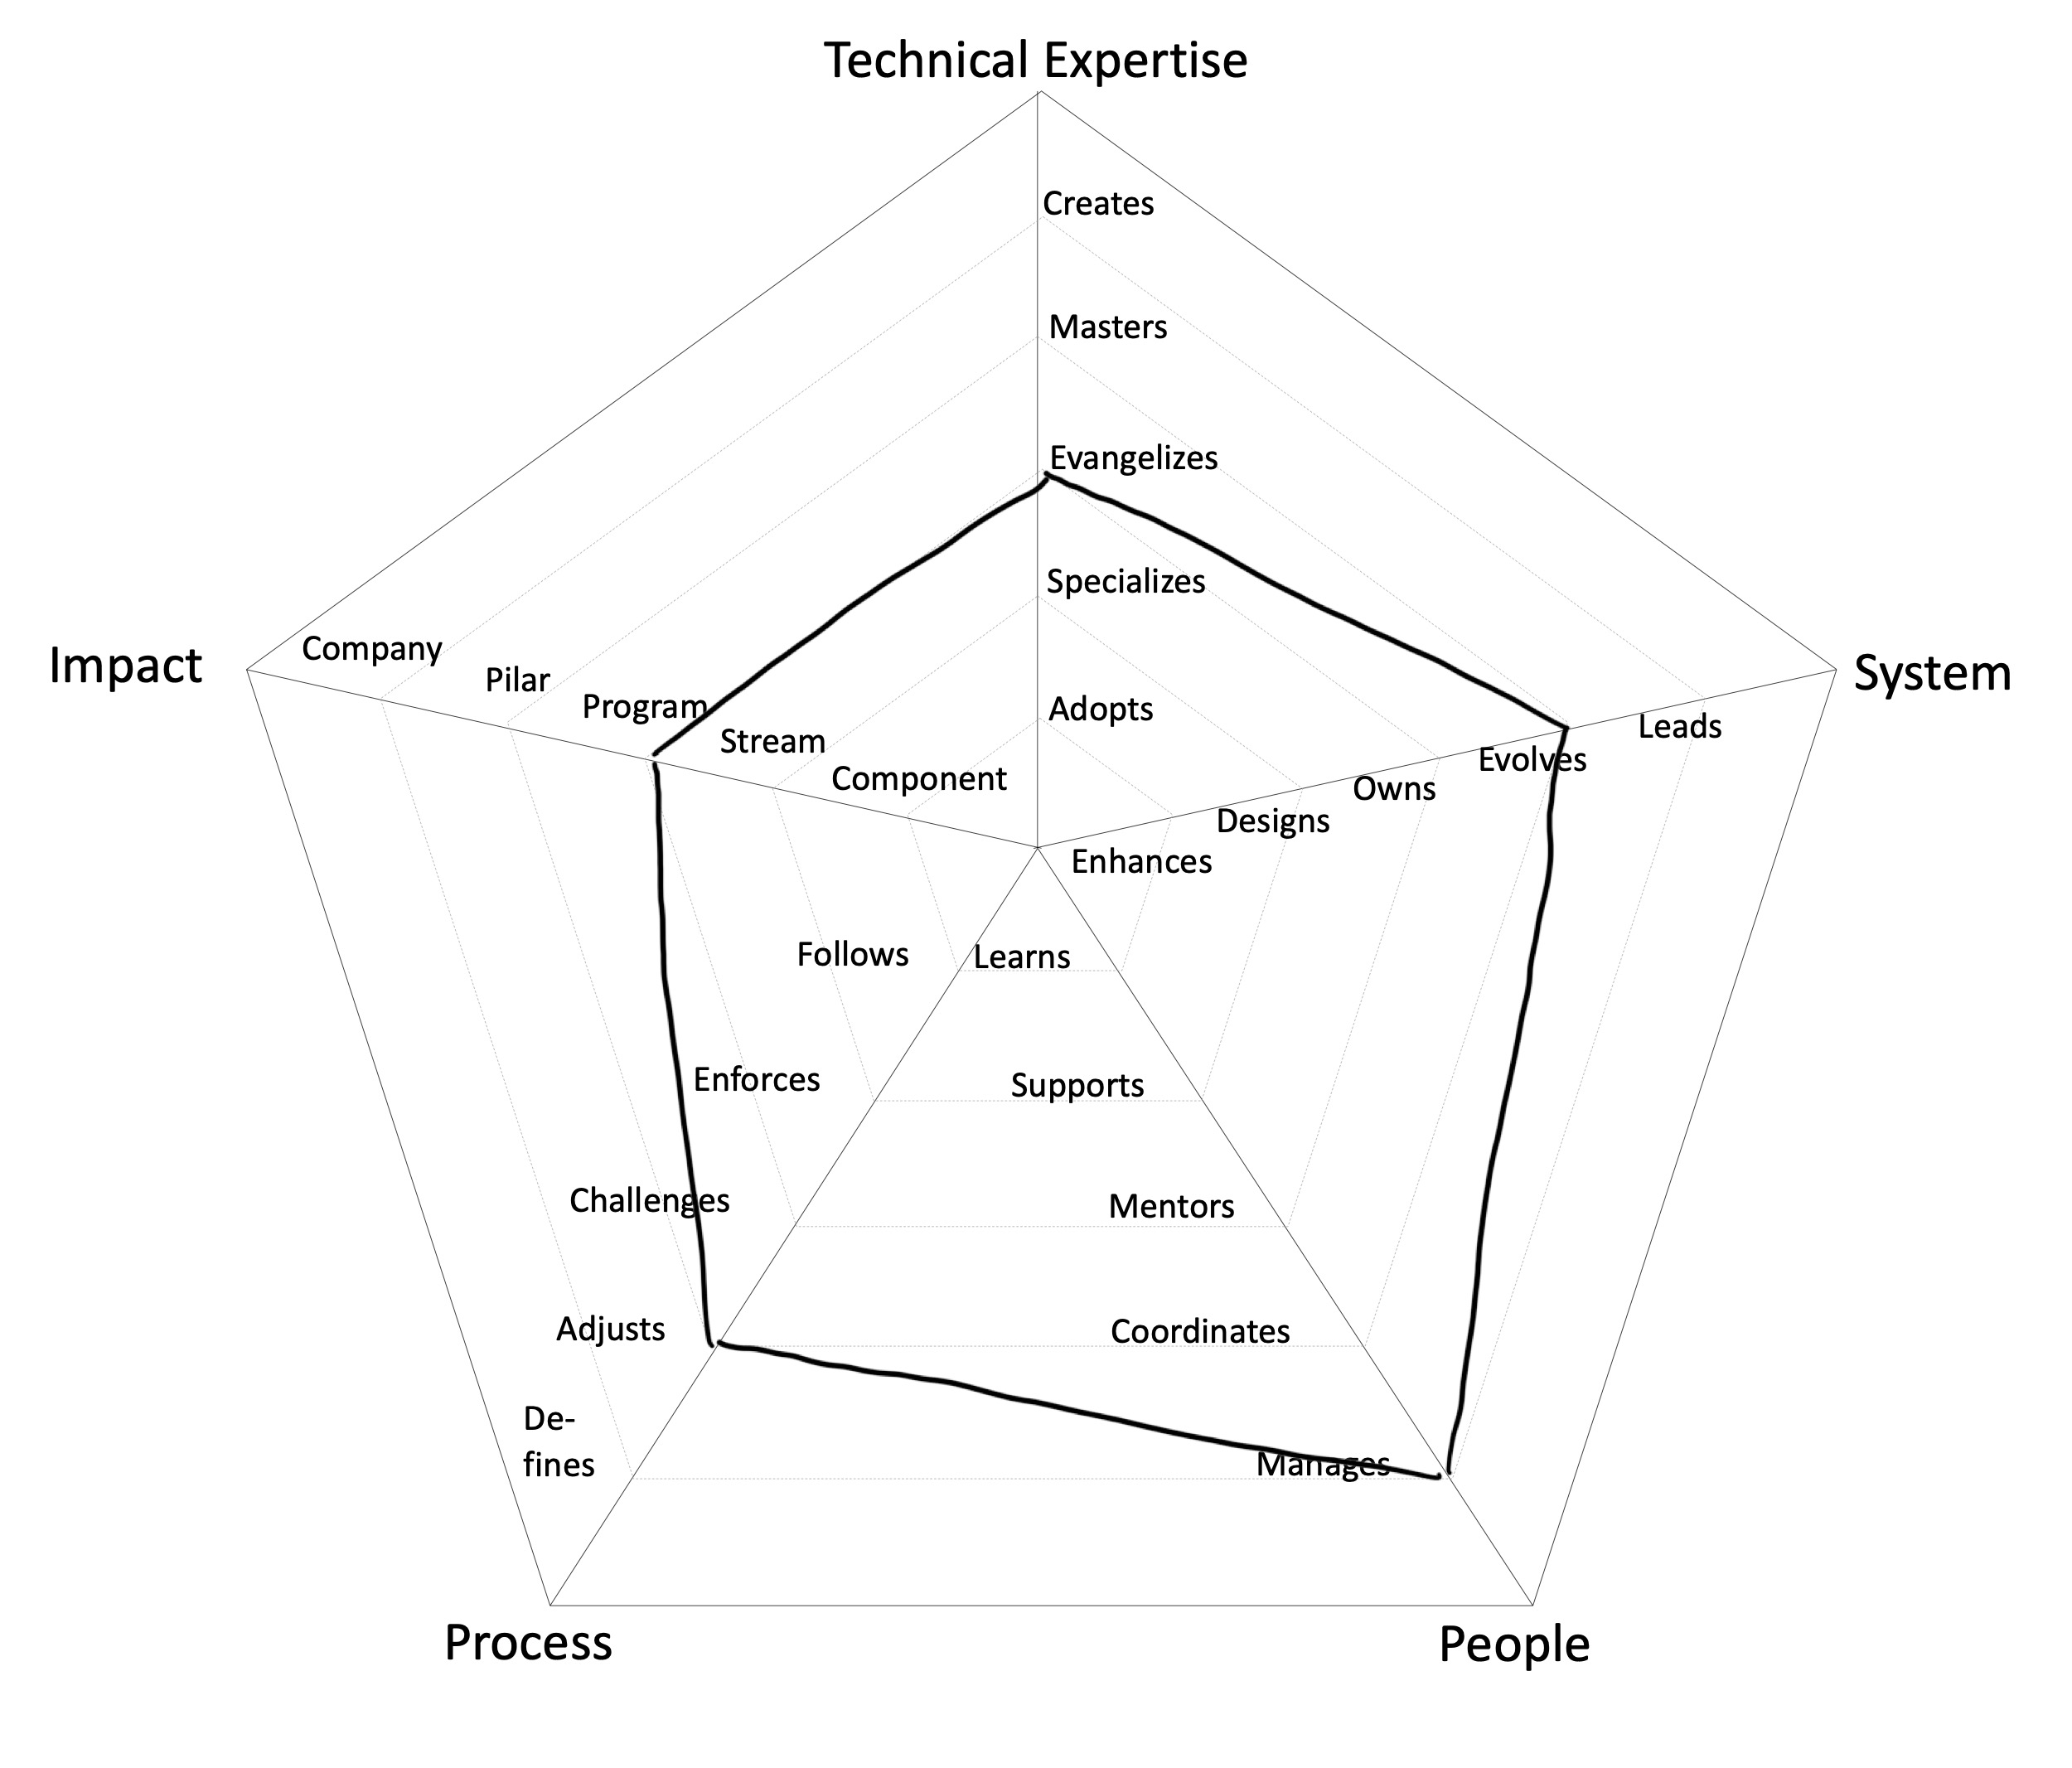 Technical Expertise
Creates
Masters
Evangelizes
Specializes
Adopts
Impact
Company
Pilar
Program
Stream
Component
System
Leads
Evolves
Owns
Designs
Enhances
Follows
Learns
Enforces
Supports
Challenges
Mentors
Adjusts
Coordinates
De-
fines
Manages
Process
People